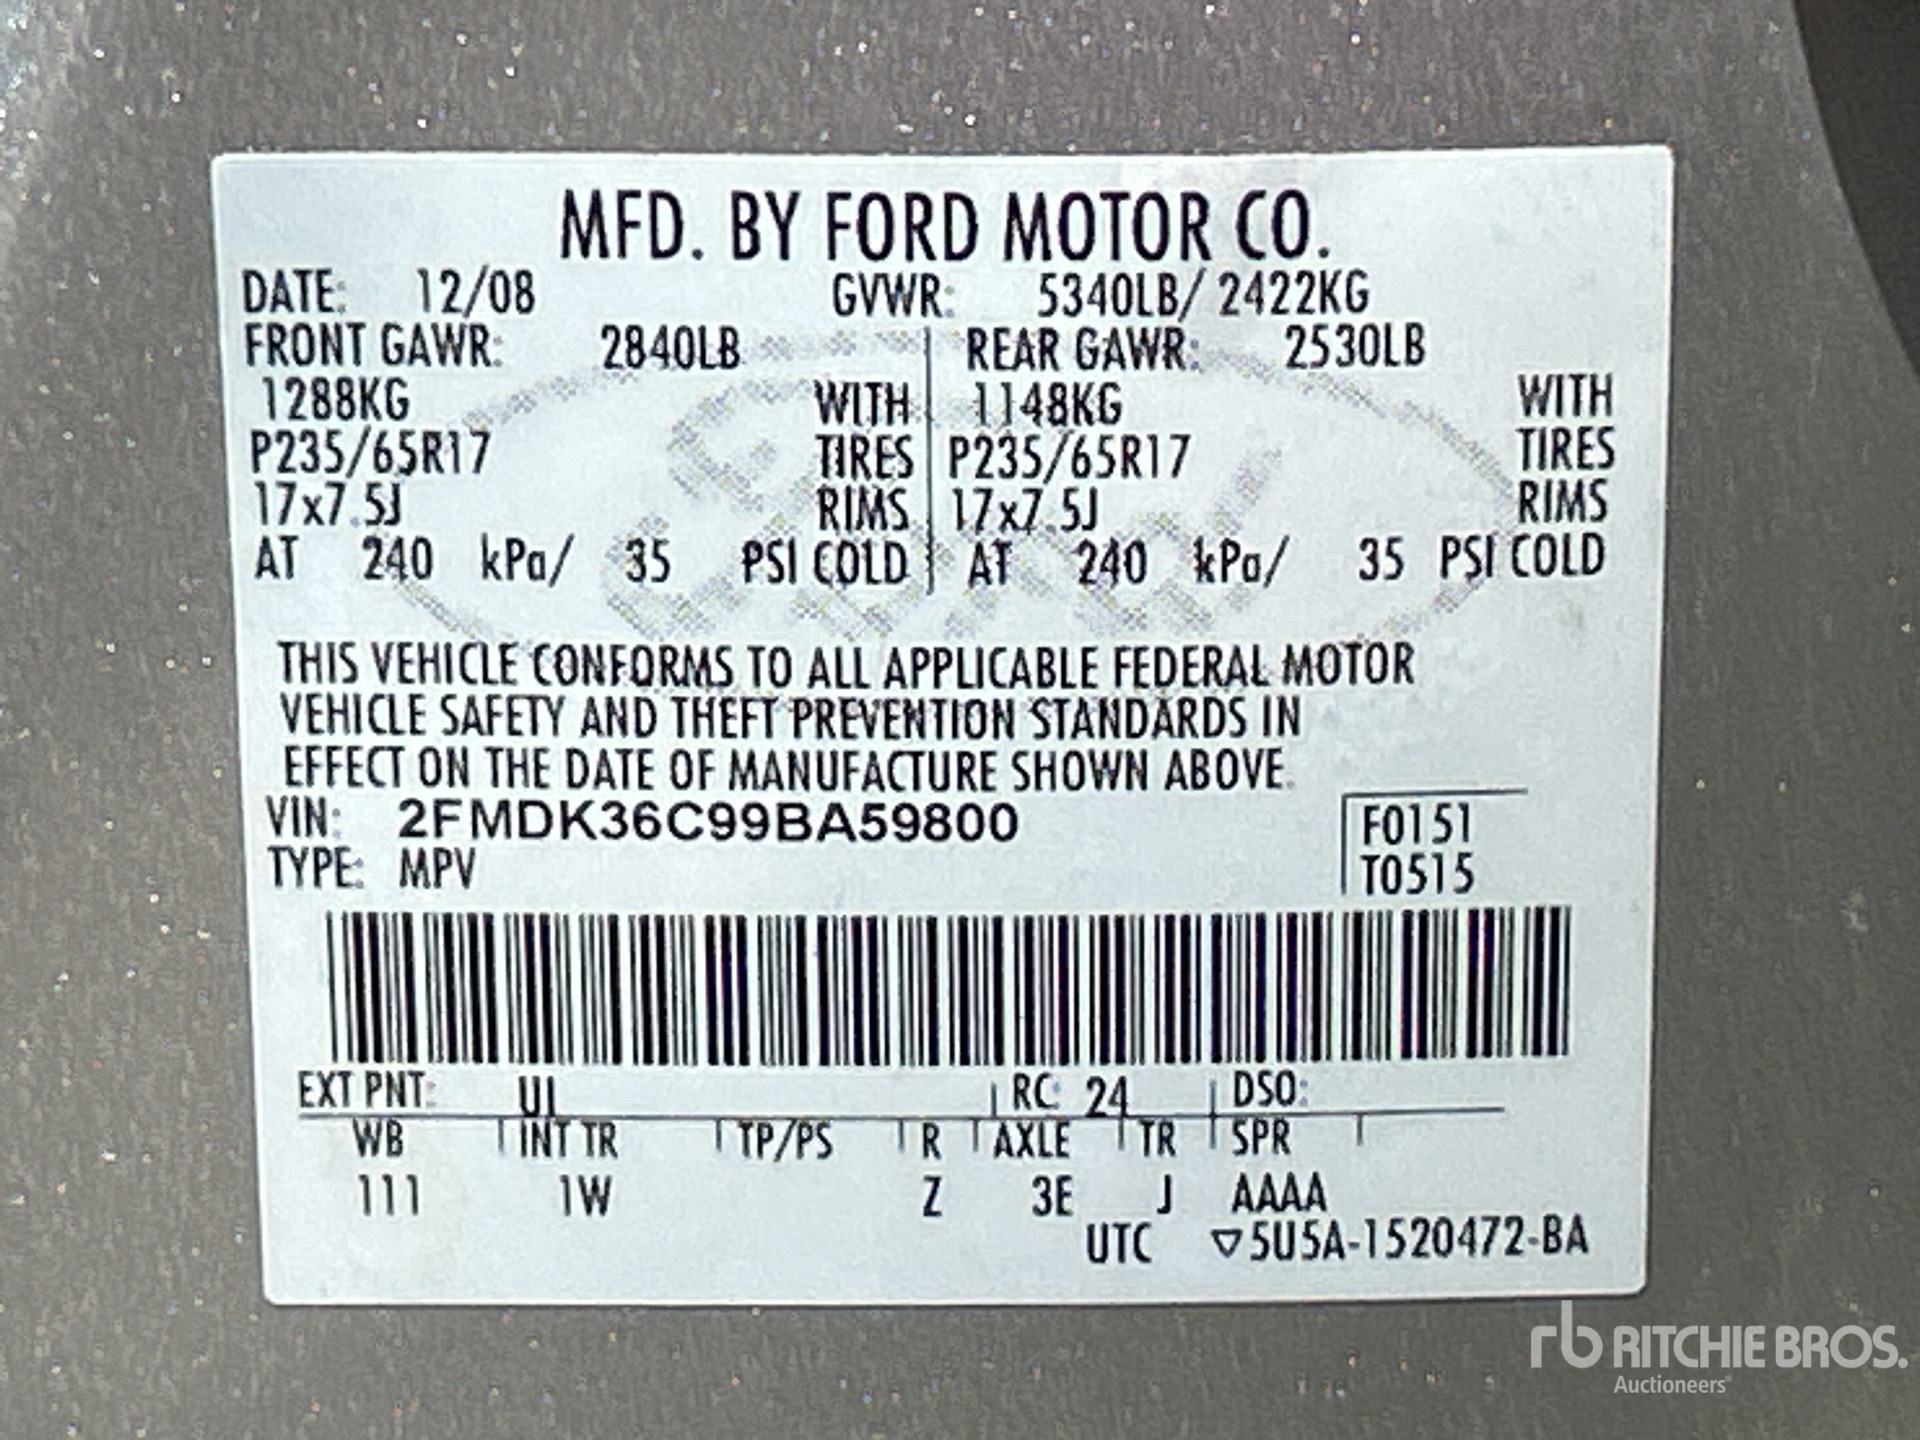 MFD. BY FORD MOTOR CO.
DATE: 12/08 GVWR: 5340LB/ 2422KG
FRONT GAWR: 2840LB REAR GAWR: 2530LB
1288KG WITH 1148KG WITH
P235/65R17 TIRES P235/65R17 TIRES
17x7.5J RIMS 17x7.5J RIMS
AT 240 kPa/ 35 PSI COLD AT 240 kPa/ 35 PSI COLD
THIS VEHICLE CONFORMS TO ALL APPLICABLE FEDERAL MOTOR
VEHICLE SAFETY AND THEFT PREVENTION STANDARDS IN
EFFECT ON THE DATE OF MANUFACTURE SHOWN ABOVE.
VIN: 2FMDK36C99BA59800 F0151
TYPE: MPV T0515
EXT PNT: UJ RC: 24 DSO:
WB INT TR TP/PS R AXLE TR SPR
111 1W Z 3E J AAAA
UTC ▽5U5A-1520472-BA
Ford
rb RITCHIE BROS.
Auctioneers